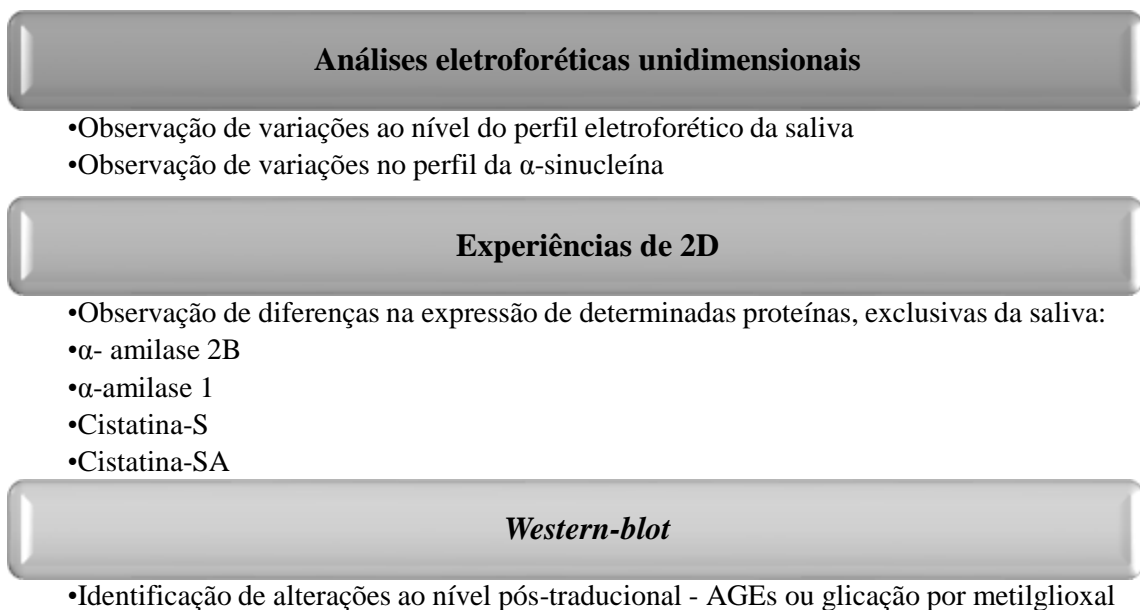 Análises eletroforéticas unidimensionais
•Observação de variações ao nível do perfil eletroforético da saliva
•Observação de variações no perfil da α-sinucleína
Experiências de 2D
•Observação de diferenças na expressão de determinadas proteínas, exclusivas da saliva:
•α- amilase 2B
•α-amilase 1
•Cistatina-S
•Cistatina-SA
Western-blot
•Identificação de alterações ao nível pós-traducional - AGEs ou glicação por metilglioxal